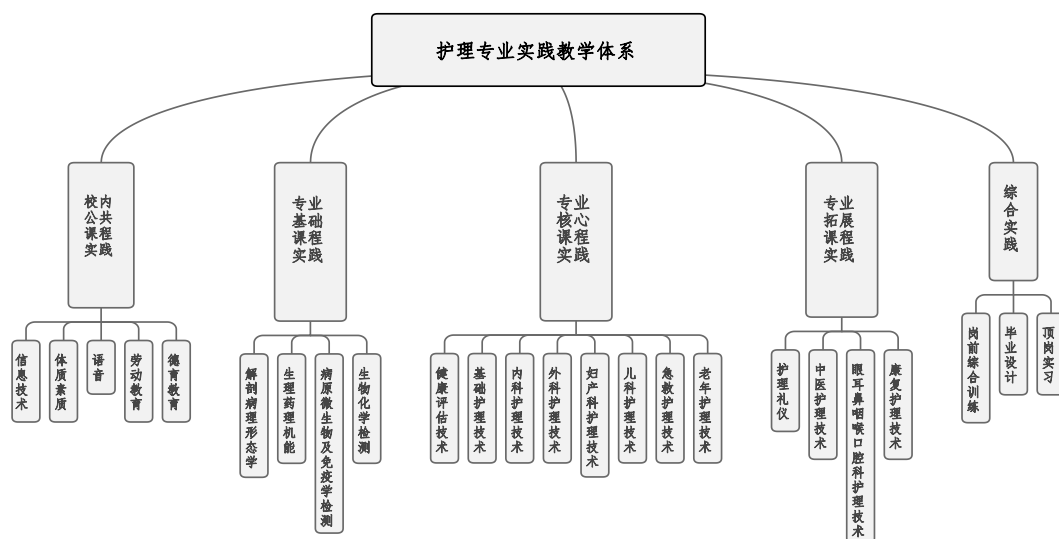 护理专业实践教学体系
校内公共课程实践
专业基础课程实践
专业核心课程实践
专业拓展课程实践
综合实践
信息技术
体质素质
语音
劳动教育
德育教育
解剖病理形态学
生理药理机能
病原微生物及免疫学检测
生物化学检测
健康评估技术
基础护理技术
内科护理技术
外科护理技术
妇产科护理技术
儿科护理技术
急救护理技术
老年护理技术
护理礼仪
中医护理技术
眼耳鼻咽喉口腔科护理技术
康复护理技术
岗前综合训练
毕业设计
顶岗实习